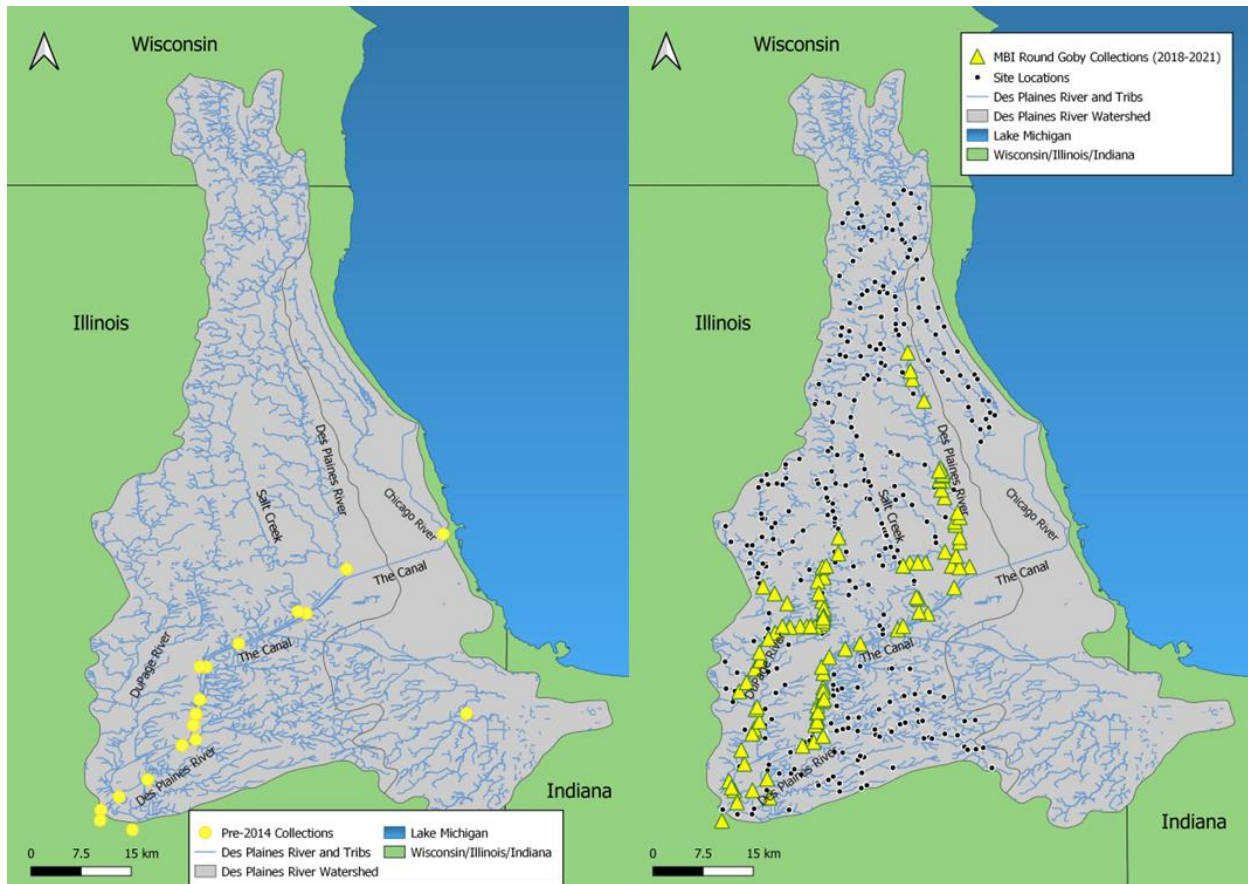 Wisconsin
Illinois
Des Plaines River
Salt Creek
Chicago River
The Canal
The Canal
DuPage River
Des Plaines River
Indiana
Pre-2014 Collections
Des Plaines River and Tribs
Des Plaines River Watershed
Lake Michigan
Wisconsin/Illinois/Indiana
0 7.5 15 km
Wisconsin
MBI Round Goby Collections (2018-2021)
Site Locations
Des Plaines River and Tribs
Des Plaines River Watershed
Lake Michigan
Wisconsin/Illinois/Indiana
Illinois
Des Plaines River
Salt Creek
Chicago River
The Canal
The Canal
DuPage River
Des Plaines River
Indiana
0 7.5 15 km